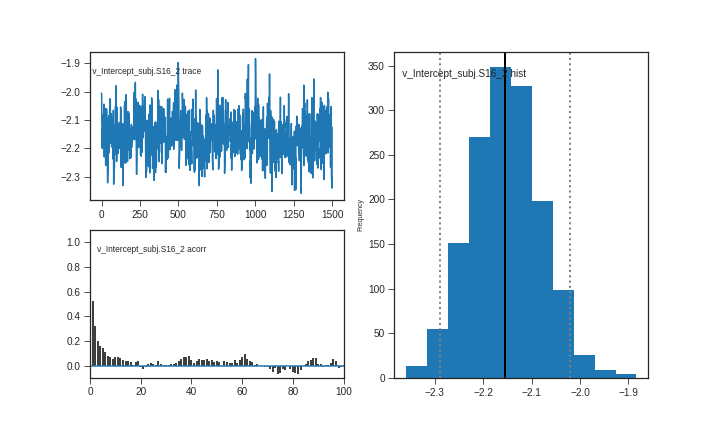 v_Intercept_subj.S16_2 trace
−1.9
−2.0
−2.1
−2.2
−2.3
0 250 500 750 1000 1250 1500
v_Intercept_subj.S16_2 acorr
1.0
0.8
0.6
0.4
0.2
0.0
0 20 40 60 80 100
v_Intercept_subj.S16_2 hist
Frequency
350
300
250
200
150
100
50
0
−2.3 −2.2 −2.1 −2.0 −1.9